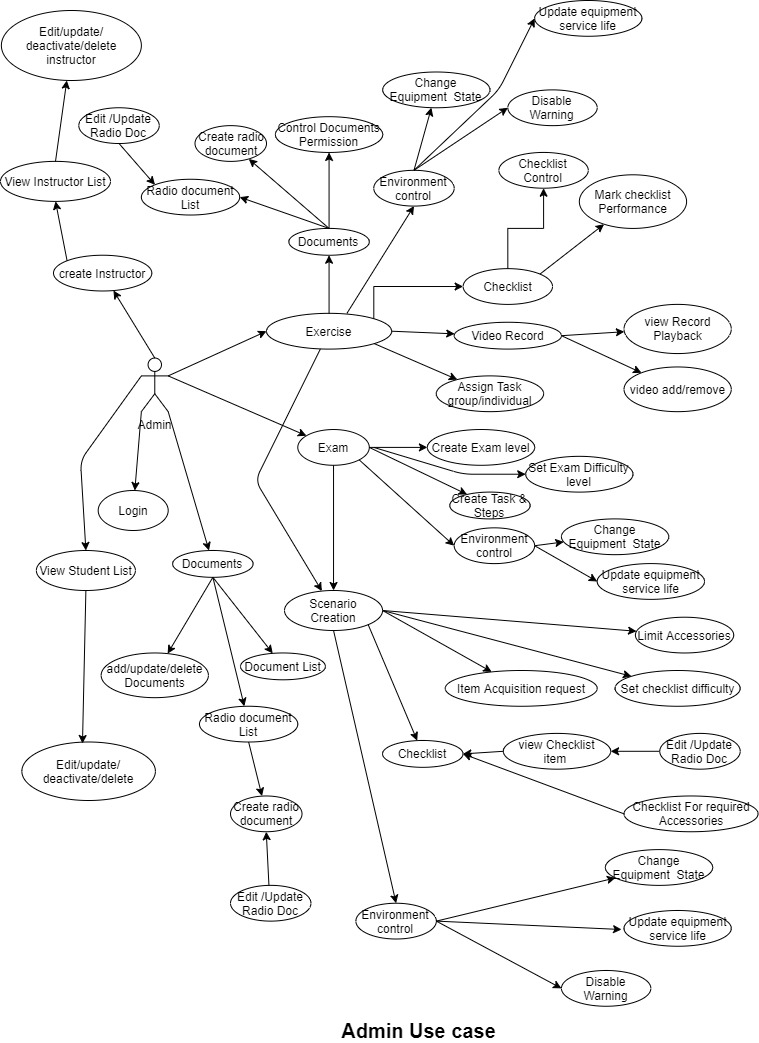 Update equipment
service life
Edit/update/
deactivate/delete
instructor
Change
Equipment  State
Disable
Warning
Edit /Update
Radio Doc
Create radio
document
Control Documents
Permission
Checklist
Control
View Instructor List
Radio document
List
Environment
control
Mark checklist
Performance
Documents
create Instructor
Checklist
Exercise
Video Record
view Record
Playback
Assign Task
group/individual
video add/remove
Admin
Exam
Create Exam level
Set Exam Difficulty
level
Create Task &
Steps
Login
Environment
control
Change
Equipment  State
View Student List
Documents
Update equipment
service life
Scenario
Creation
Limit Accessories
add/update/delete
Documents
Document List
Item Acquisition request
Set checklist difficulty
Radio document
List
Checklist
view Checklist
item
Edit /Update
Radio Doc
Edit/update/
deactivate/delete
Create radio
document
Checklist For required
Accessories
Change
Equipment  State
Edit /Update
Radio Doc
Environment
control
Update equipment
service life
Disable
Warning
Admin Use case